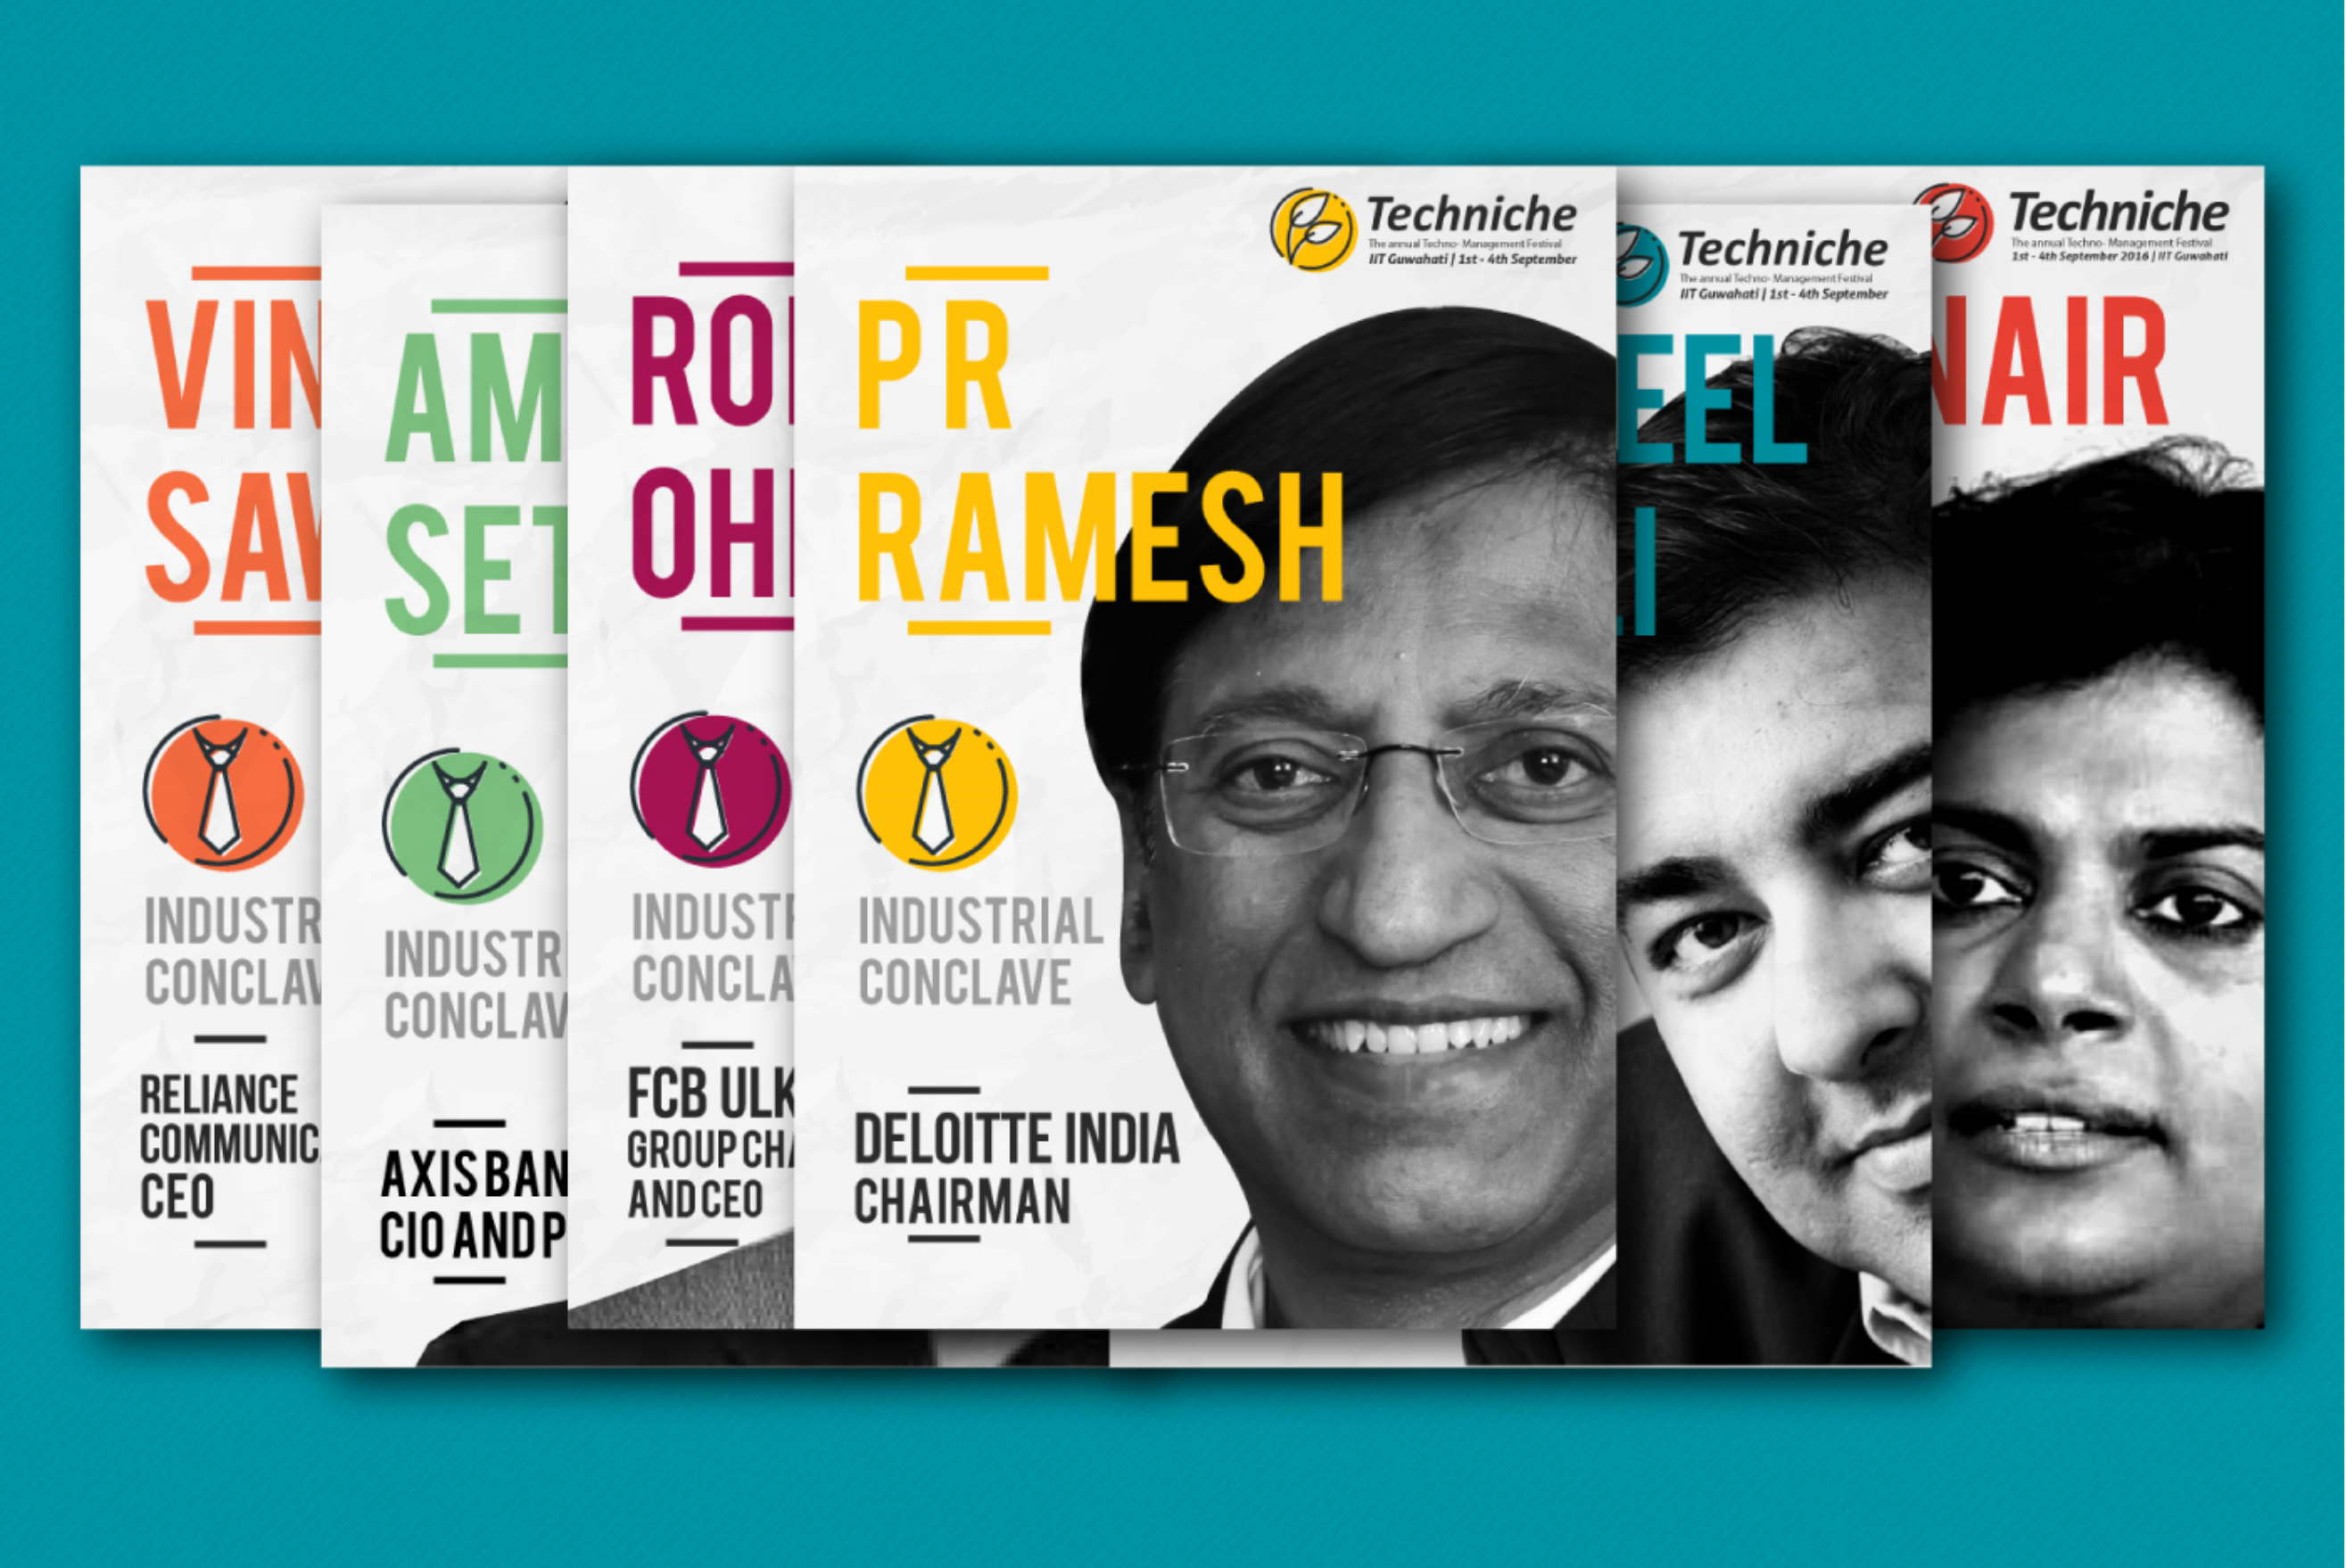 VIN
SAV
INDUSTR
CONCLAV
RELIANCE
COMMUNIC
CEO
AM
SET
INDUSTRI
CONCLAV
AXIS BAN
CIO AND P
RO
OH
INDUST
CONCLA
FCB ULK
GROUP CHA
AND CEO
Techniche
The annual Techno- Management Festival
IIT Guwahati | 1st - 4th September
PR
RAMESH
INDUSTRIAL
CONCLAVE
DELOITTE INDIA
CHAIRMAN
Techniche
The annual Techno- Management Festival
IIT Guwahati | 1st - 4th September
EEL
I
Techniche
The annual Techno- Management Festival
1st - 4th September 2016 | IIT Guwahati
NAIR